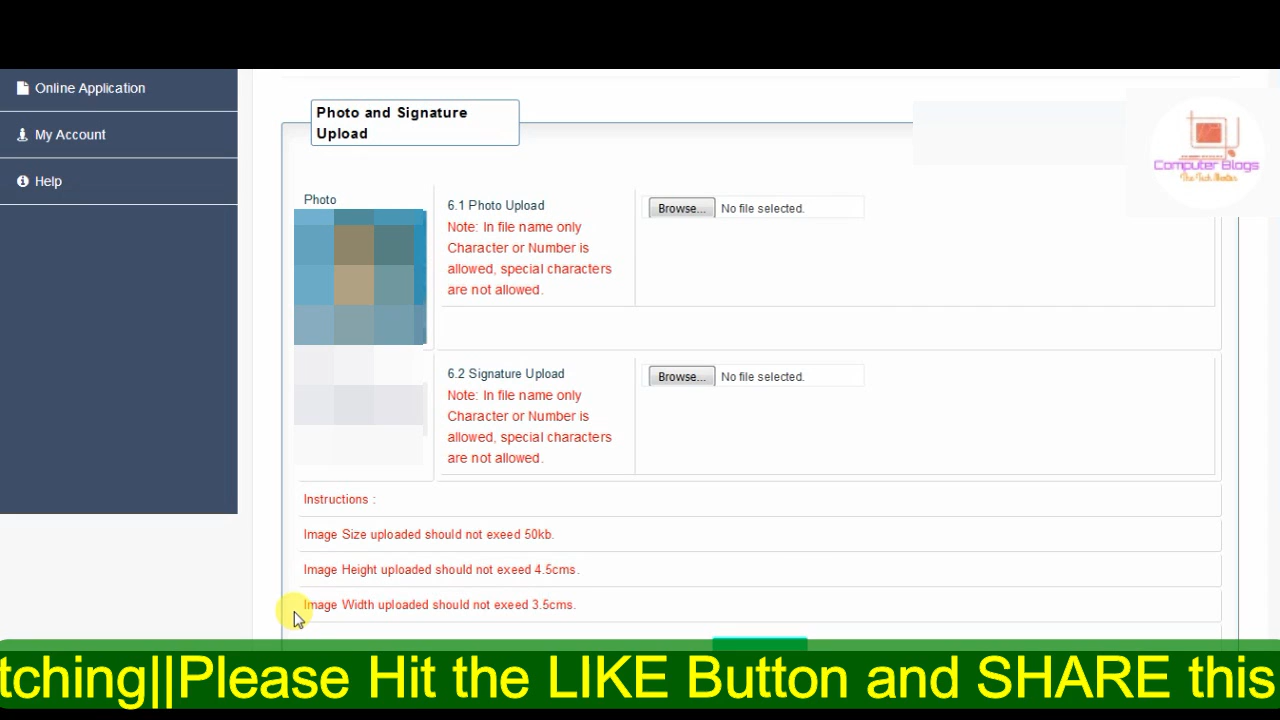 Online Application
My Account
Help
Photo and Signature
Upload
Computer Blogs
Photo
6.1 Photo Upload
Note: In file name only
Character or Number is
allowed, special characters
are not allowed.
Browse... No file selected.
6.2 Signature Upload
Note: In file name only
Character or Number is
allowed, special characters
are not allowed.
Browse... No file selected.
Instructions :
Image Size uploaded should not exeed 50kb.
Image Height uploaded should not exeed 4.5cms.
Image Width uploaded should not exeed 3.5cms.
tching||Please Hit the LIKE Button and SHARE this